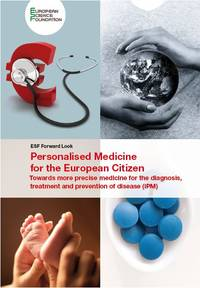 EUROPEAN
SCIENCE
FOUNDATION
ESF Forward Look
Personalised Medicine
for the European Citizen
Towards more precise medicine for the diagnosis,
treatment and prevention of disease (iPM)